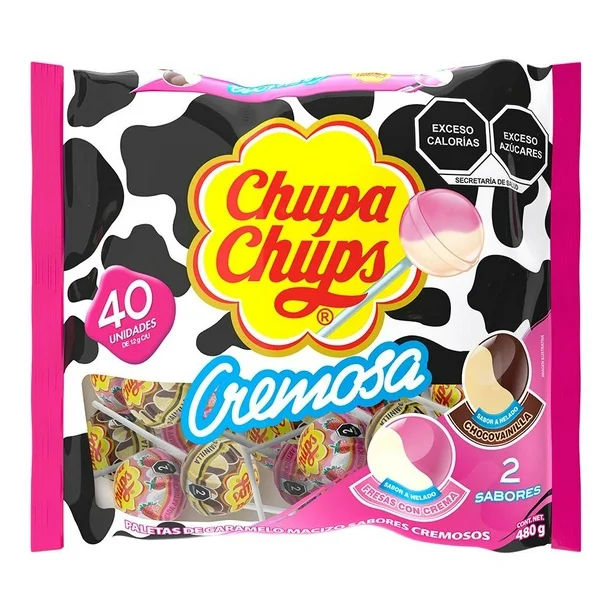 EXCESO
CALORÍAS
EXCESO
AZÚCARES
SECRETARÍA DE SALUD
Chupa
Chups
®
40
UNIDADES
DE 12 g C/U
Cremosa
SABOR A HELADO
CHOCOVAINILLA
SABOR A HELADO
FRESAS CON CREMA
2
SABORES
PALETAS DE CARAMELO MACIZO SABORES CREMOSOS
CONT. NET.
480 g